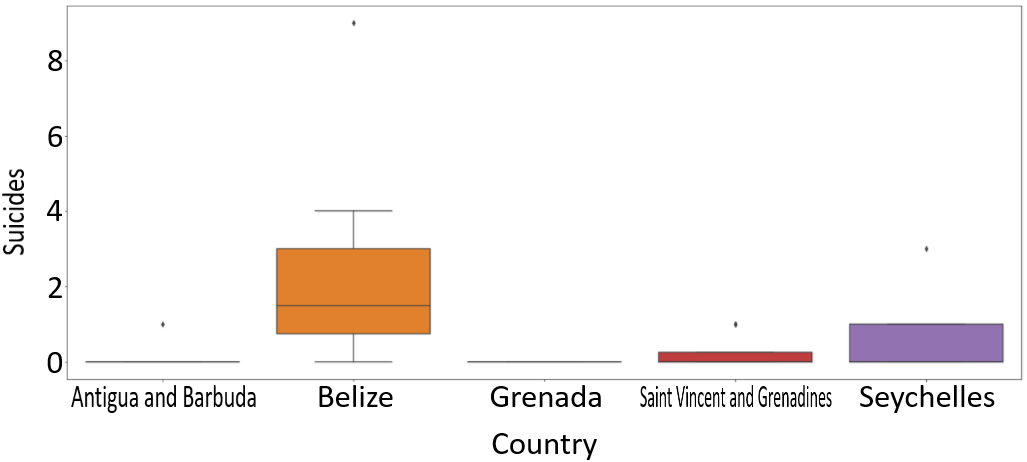 Suicides
8
6
4
2
0
Antigua and Barbuda Belize Grenada Saint Vincent and Grenadines Seychelles
Country